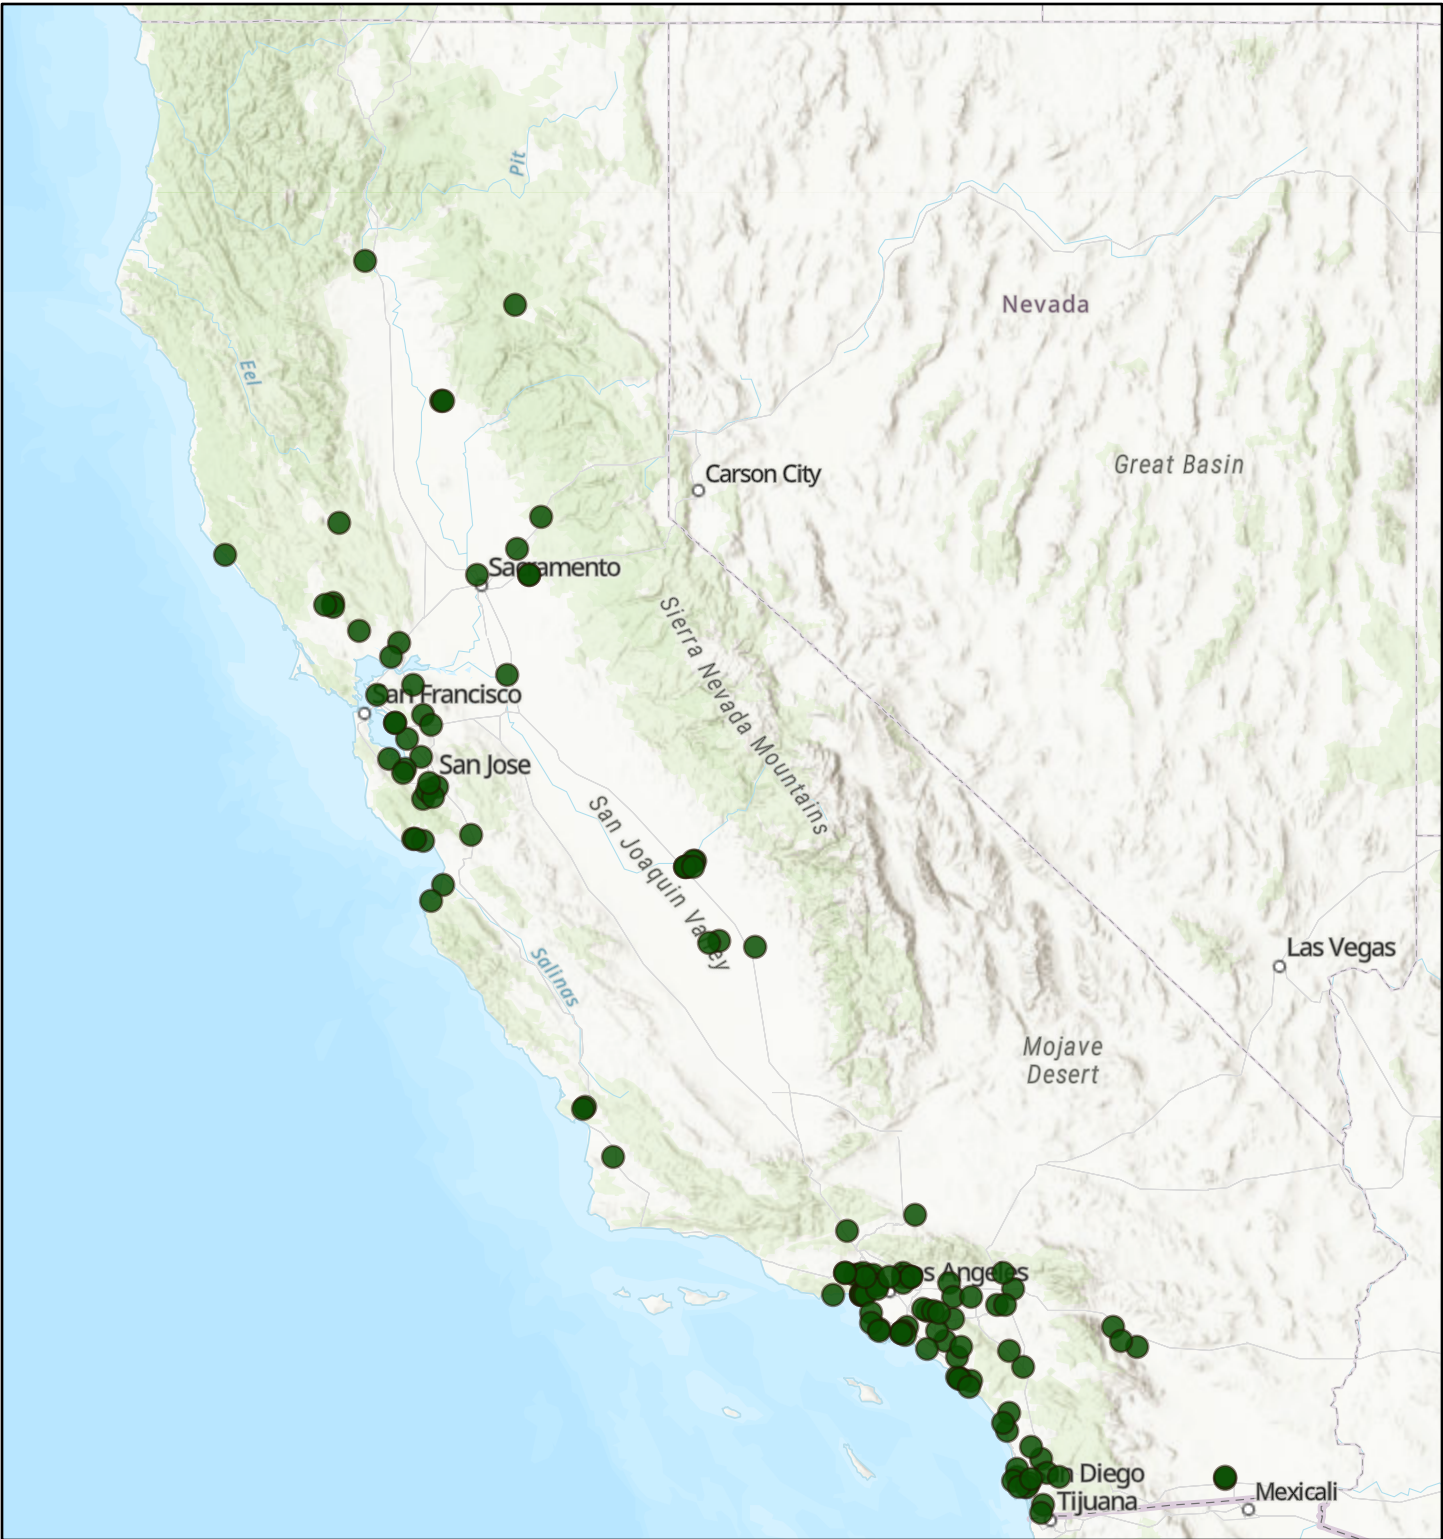 Pit
Nevada
Eel
Great Basin
Carson City
Sacramento
Sierra Nevada Mountains
San Francisco
San Jose
San Joaquin Valley
Salinas
Las Vegas
Mojave
Desert
Los Angeles
San Diego
Tijuana
Mexicali